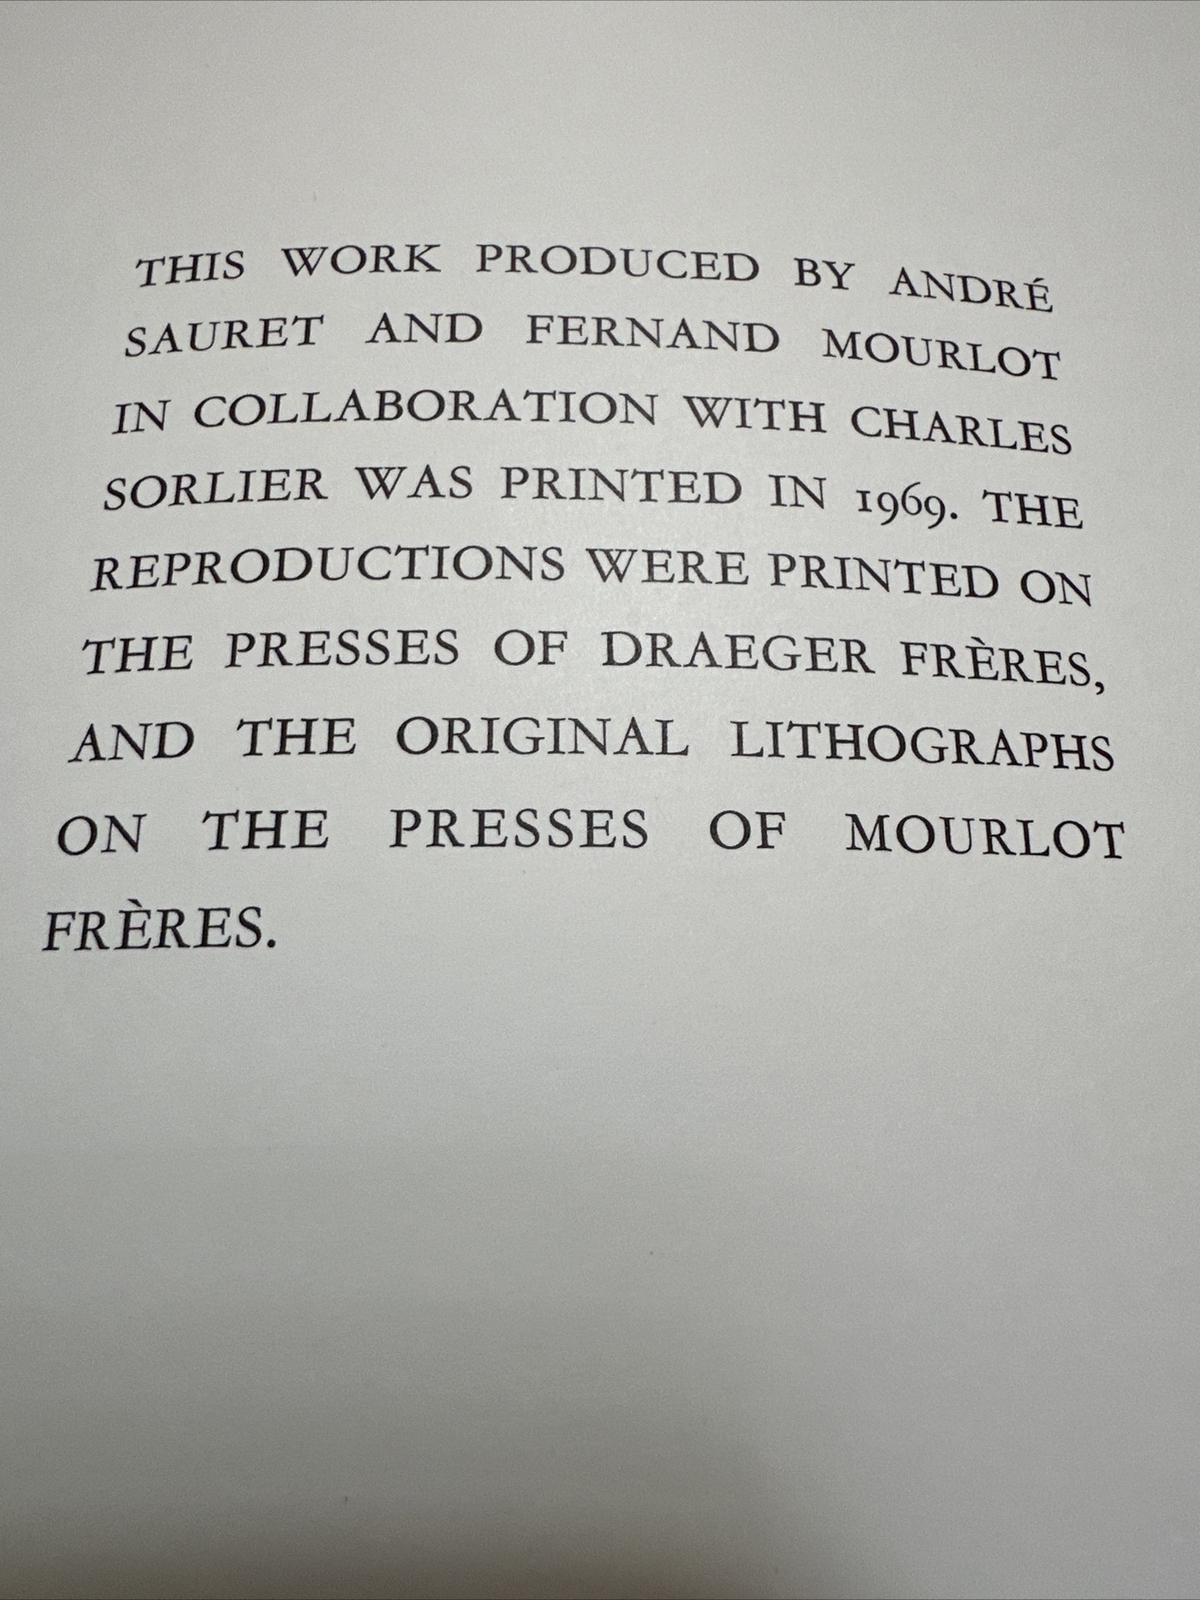 THIS WORK PRODUCED BY ANDRÉ
SAURET AND FERNAND MOURLOT
IN COLLABORATION WITH CHARLES
SORLIER WAS PRINTED IN 1969. THE
REPRODUCTIONS WERE PRINTED ON
THE PRESSES OF DRAEGER FRÈRES,
AND THE ORIGINAL LITHOGRAPHS
ON THE PRESSES OF MOURLOT
FRÈRES.